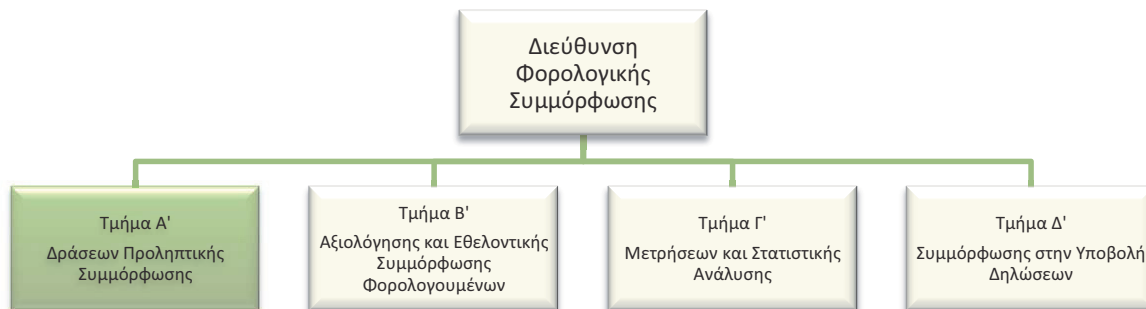 Διεύθυνση
Φορολογικής
Συμμόρφωσης
Τμήμα Α'
Δράσεων Προληπτικής
Συμμόρφωσης
Τμήμα Β'
Αξιολόγησης και Εθελοντικής
Συμμόρφωσης
Φορολογουμένων
Τμήμα Γ'
Μετρήσεων και Στατιστικής
Ανάλυσης
Τμήμα Δ'
Συμμόρφωσης στην Υποβολή
Δηλώσεων